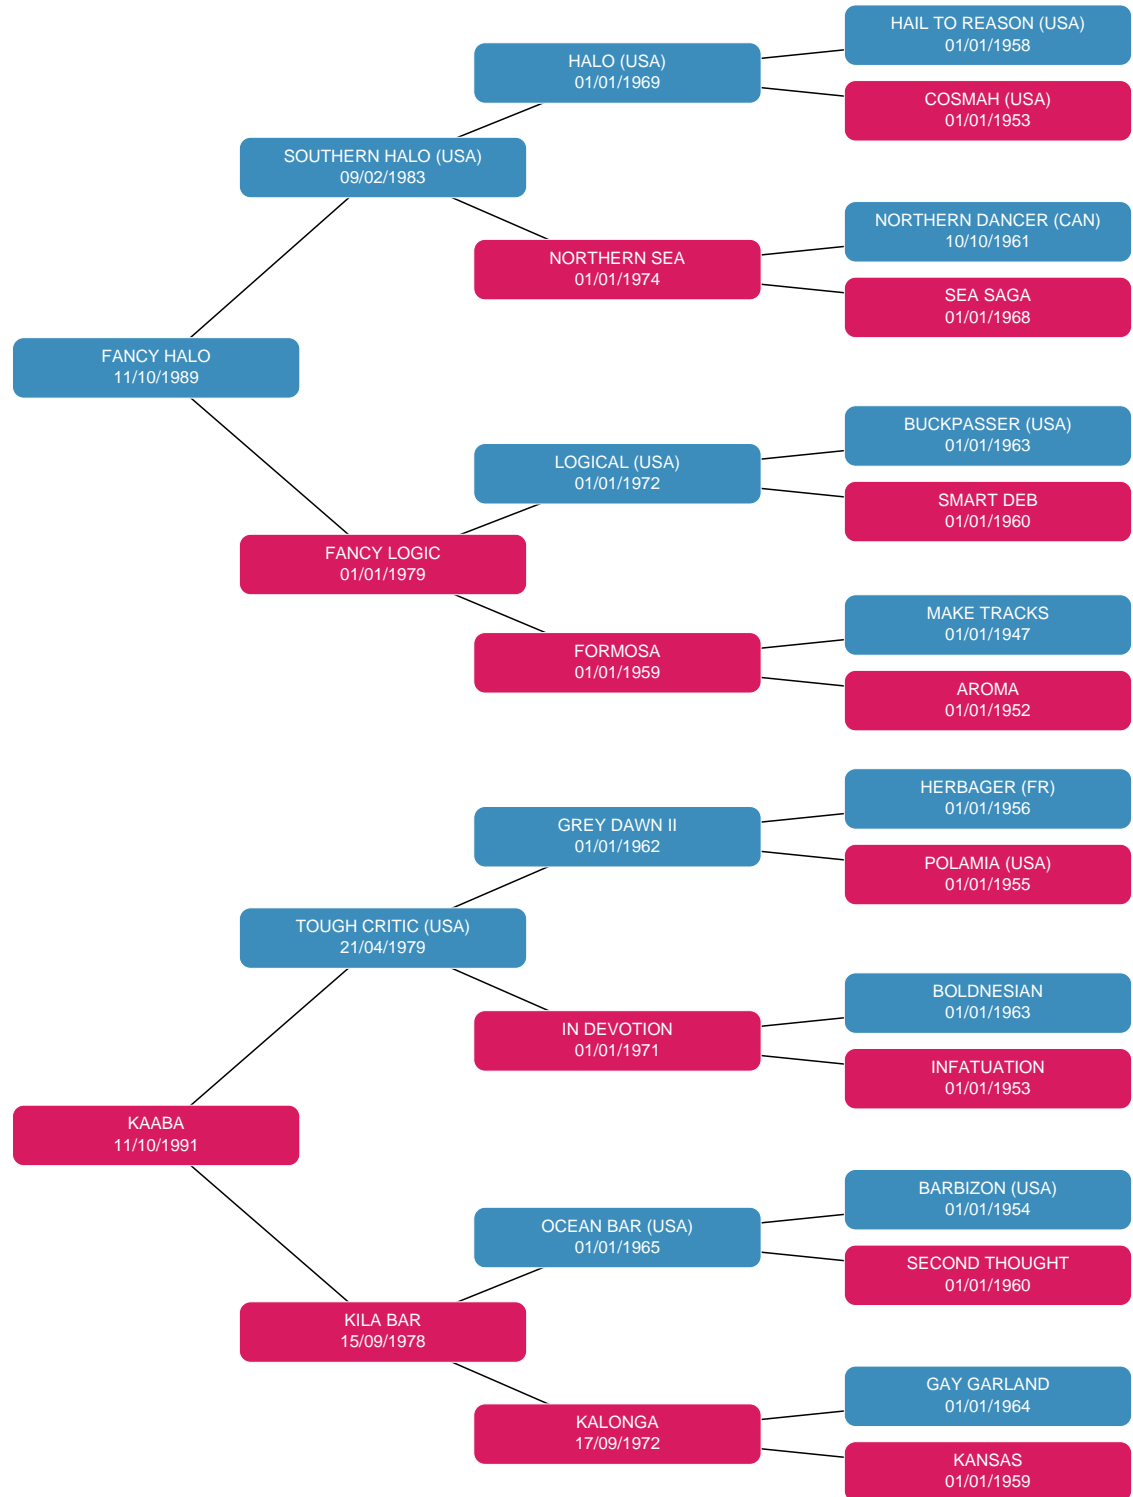 HAIL TO REASON (USA)
01/01/1958
HALO (USA)
01/01/1969
COSMAH (USA)
01/01/1953
SOUTHERN HALO (USA)
09/02/1983
NORTHERN DANCER (CAN)
10/10/1961
NORTHERN SEA
01/01/1974
SEA SAGA
01/01/1968
FANCY HALO
11/10/1989
BUCKPASSER (USA)
01/01/1963
LOGICAL (USA)
01/01/1972
SMART DEB
01/01/1960
FANCY LOGIC
01/01/1979
MAKE TRACKS
01/01/1947
FORMOSA
01/01/1959
AROMA
01/01/1952
HERBAGER (FR)
01/01/1956
GREY DAWN II
01/01/1962
POLAMIA (USA)
01/01/1955
TOUGH CRITIC (USA)
21/04/1979
BOLDNESIAN
01/01/1963
IN DEVOTION
01/01/1971
INFATUATION
01/01/1953
KAABA
11/10/1991
BARBIZON (USA)
01/01/1954
OCEAN BAR (USA)
01/01/1965
SECOND THOUGHT
01/01/1960
KILA BAR
15/09/1978
GAY GARLAND
01/01/1964
KALONGA
17/09/1972
KANSAS
01/01/1959